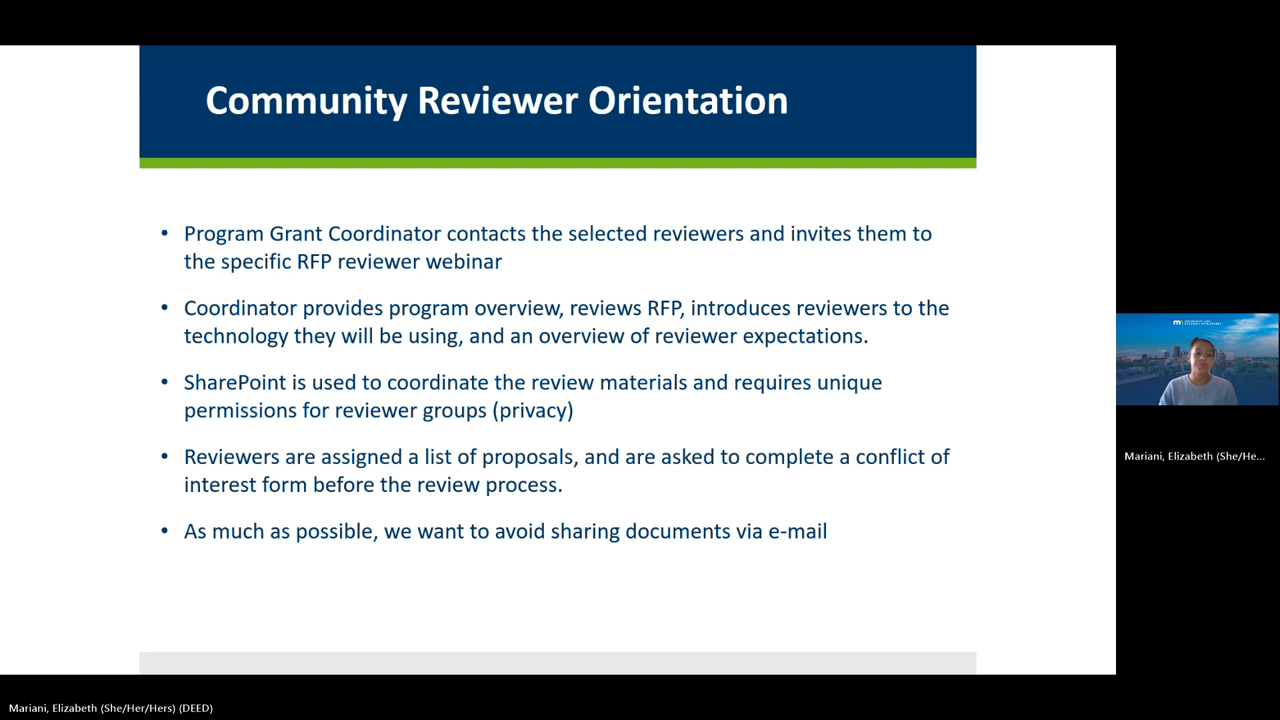 Community Reviewer Orientation
• Program Grant Coordinator contacts the selected reviewers and invites them to
the specific RFP reviewer webinar
• Coordinator provides program overview, reviews RFP, introduces reviewers to the
technology they will be using, and an overview of reviewer expectations.
• SharePoint is used to coordinate the review materials and requires unique
permissions for reviewer groups (privacy)
• Reviewers are assigned a list of proposals, and are asked to complete a conflict of
interest form before the review process.
• As much as possible, we want to avoid sharing documents via e-mail
Mariani, Elizabeth (She/He...
Mariani, Elizabeth (She/Her/Hers) (DEED)